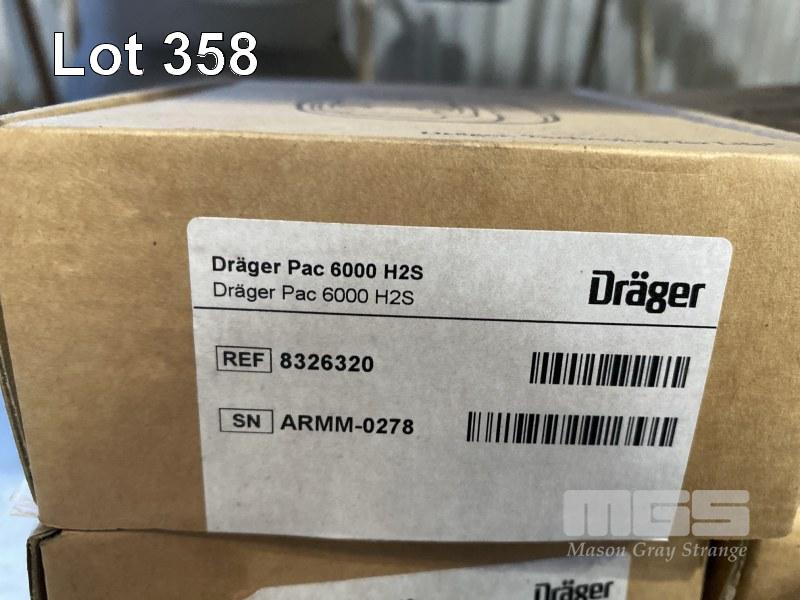 Lot 358
Dräger Pac 6000 H2S
Dräger Pac 6000 H2S
Dräger
REF 8326320
SN ARMM-0278
MGS
Mason Gray Strange
Dräger